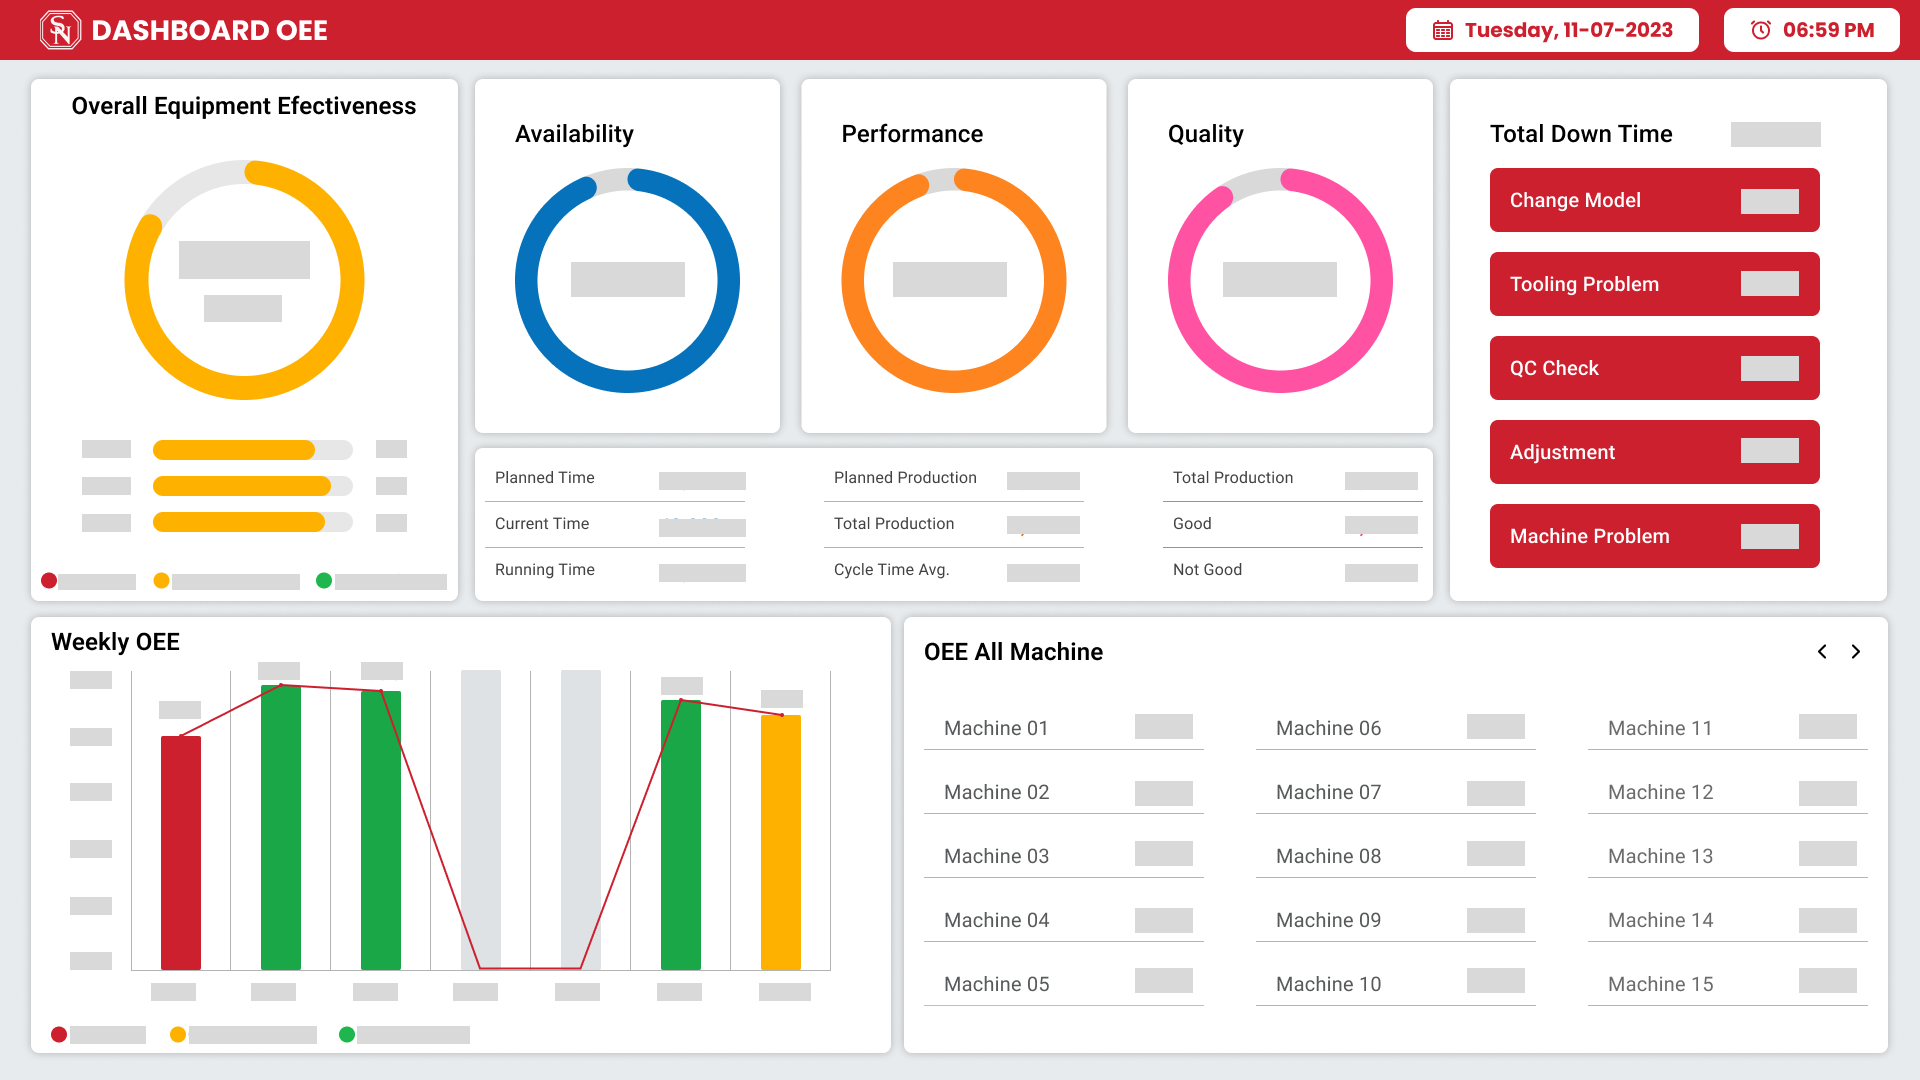 SN
DASHBOARD OEE
Tuesday, 11-07-2023
06:59 PM
Overall Equipment Efectiveness
Availability
Performance
Quality
Total Down Time
Change Model
Tooling Problem
QC Check
Adjustment
Machine Problem
Planned Time
Planned Production
Total Production
Current Time
Total Production
Good
Running Time
Cycle Time Avg.
Not Good
Weekly OEE
OEE All Machine
Machine 01
Machine 06
Machine 11
Machine 02
Machine 07
Machine 12
Machine 03
Machine 08
Machine 13
Machine 04
Machine 09
Machine 14
Machine 05
Machine 10
Machine 15